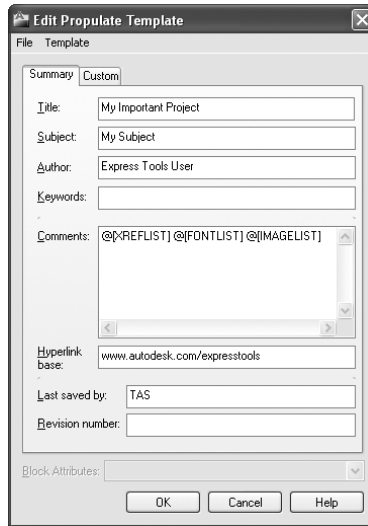 Edit Propulate Template
File Template
Summary Custom
Title: My Important Project
Subject: My Subject
Author: Express Tools User
Keywords:
Comments: @[XREFLIST] @[FONTLIST] @[IMAGELIST]
Hyperlink
base: www.autodesk.com/expresstools
Last saved by: TAS
Revision number:
Block Attributes:
OK Cancel Help